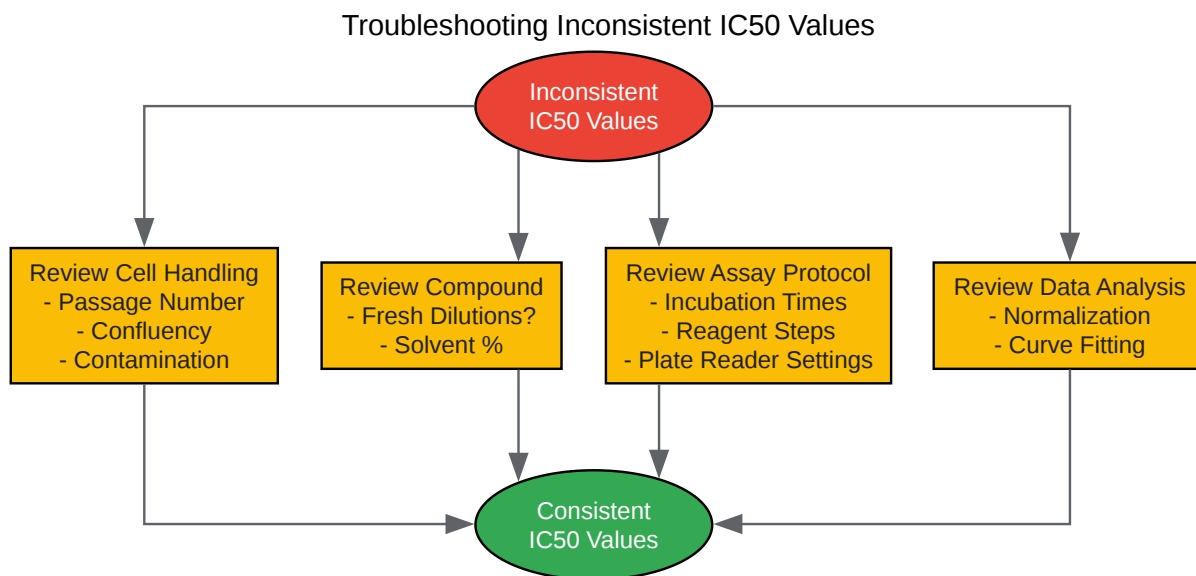 Troubleshooting Inconsistent IC50 Values
Inconsistent
IC50 Values
Review Cell Handling
- Passage Number
- Confluency
- Contamination
Review Compound
- Fresh Dilutions?
- Solvent %
Review Assay Protocol
- Incubation Times
- Reagent Steps
- Plate Reader Settings
Review Data Analysis
- Normalization
- Curve Fitting
Consistent
IC50 Values